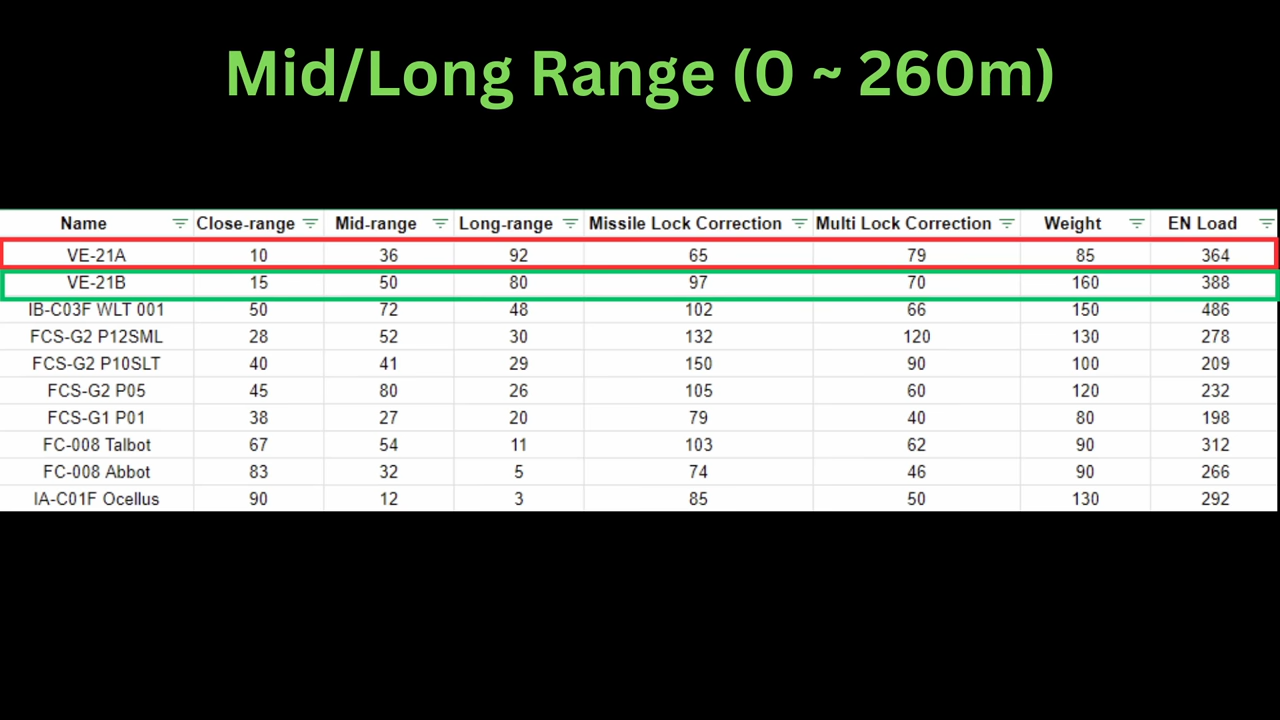 Mid/Long Range (0 ~ 260m)
Name Close-range Mid-range Long-range Missile Lock Correction Multi Lock Correction Weight EN Load
VE-21A 10 36 92 65 79 85 364
VE-21B 15 50 80 97 70 160 388
IB-C03F WLT 001 50 72 48 102 66 150 486
FCS-G2 P12SML 28 52 30 132 120 130 278
FCS-G2 P10SLT 40 41 29 150 90 100 209
FCS-G2 P05 45 80 26 105 60 120 232
FCS-G1 P01 38 27 20 79 40 80 198
FC-008 Talbot 67 54 11 103 62 90 312
FC-008 Abbot 83 32 5 74 46 90 266
IA-C01F Ocellus 90 12 3 85 50 130 292